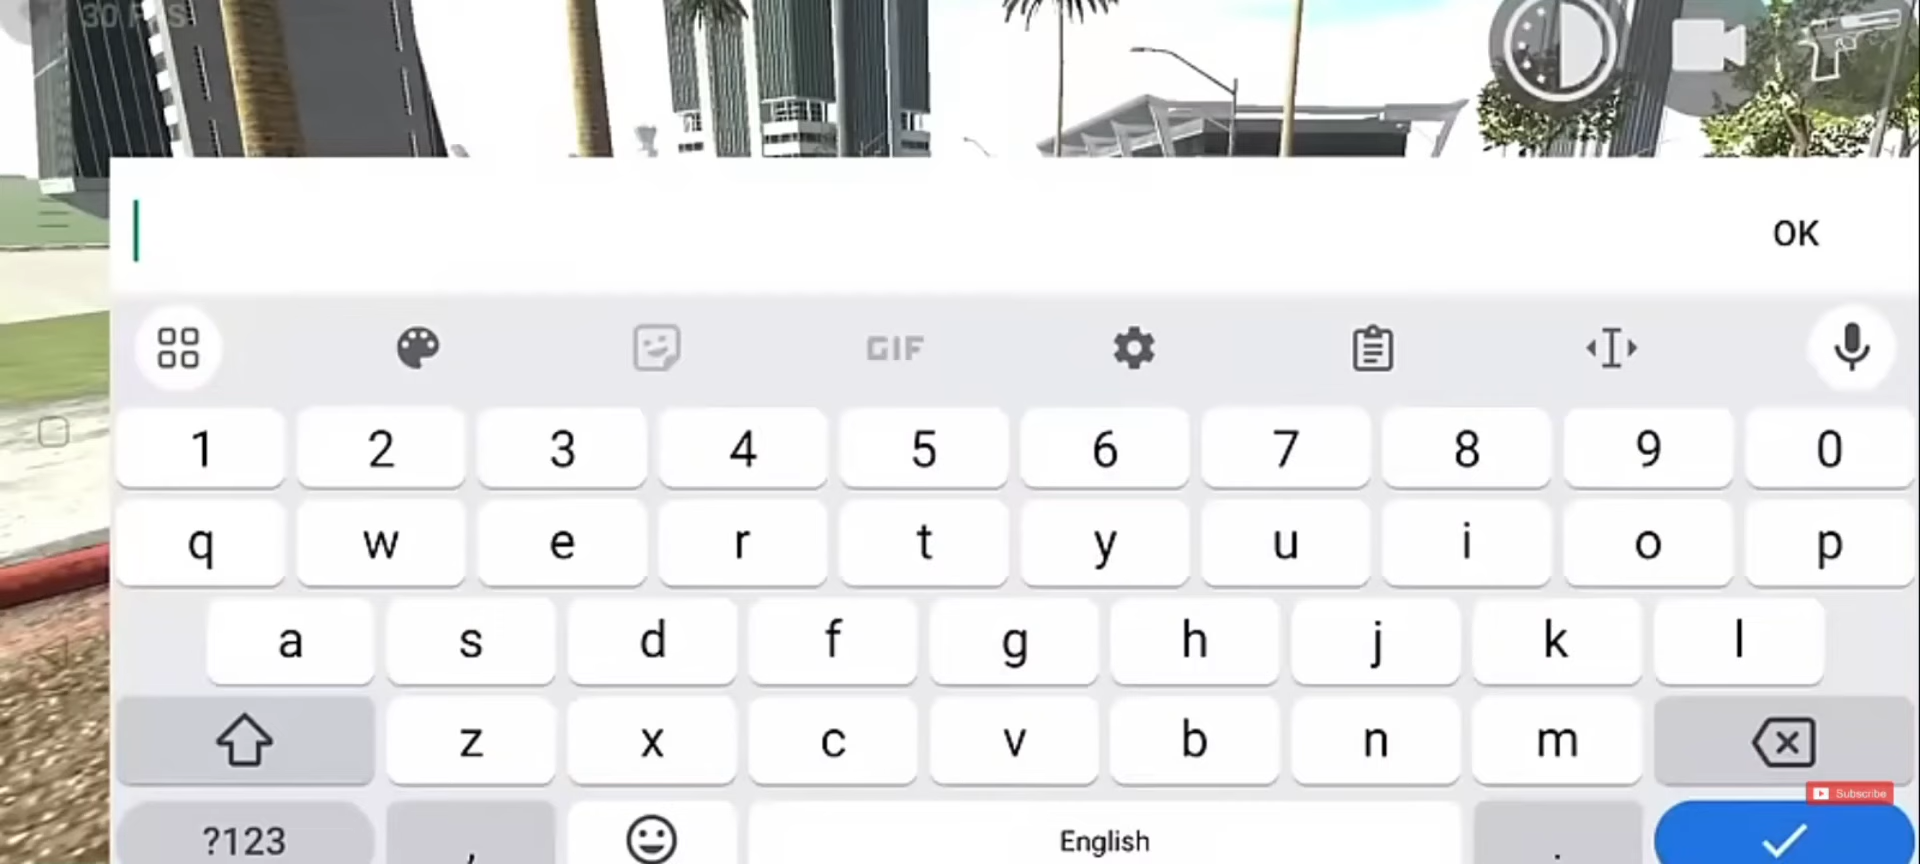 30 FPS
OK
GIF
1 2 3 4 5 6 7 8 9 0
q w e r t y u i o p
a s d f g h j k l
z x c v b n m
Subscribe
?123 , English .